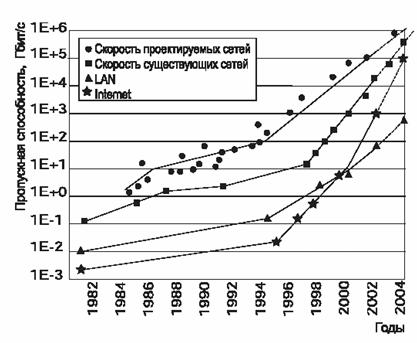 Пропускная способность, Гбит/с
1E+6
1E+5
1E+4
1E+3
1E+2
1E+1
1E+0
1E-1
1E-2
1E-3
Скорость проектируемых сетей
Скорость существующих сетей
LAN
Internet
1982
1984
1986
1988
1990
1992
1994
1996
1998
2000
2002
2004
Годы